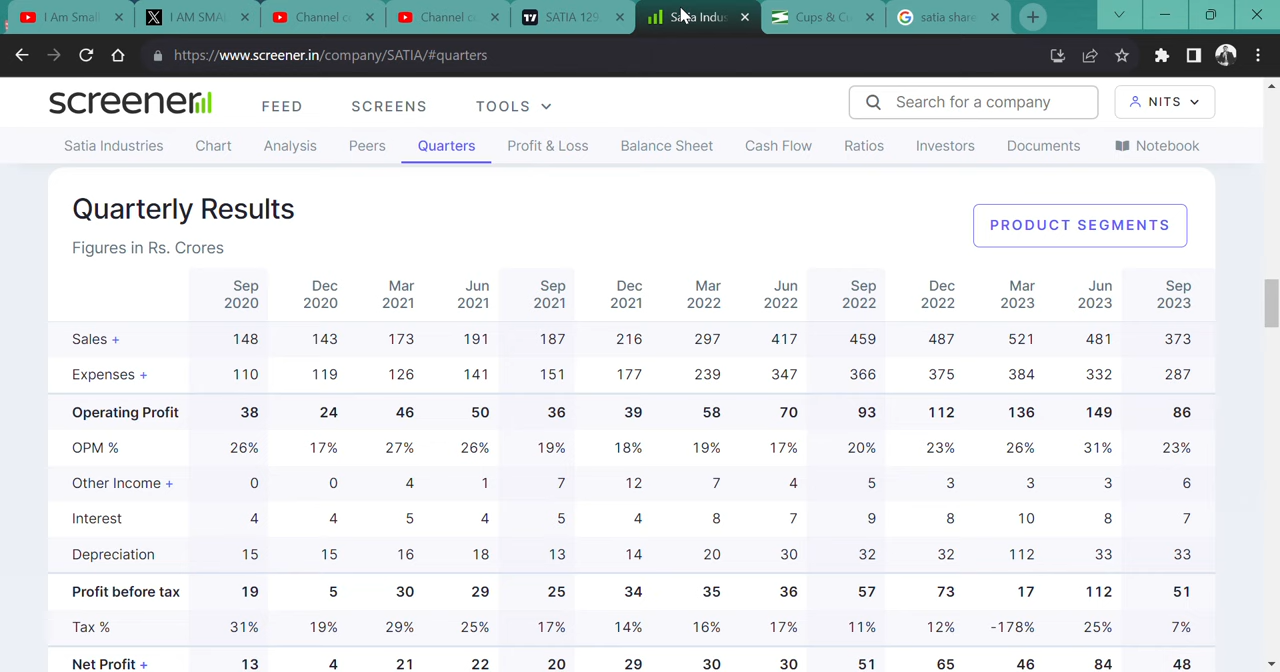 I Am Small
I AM SMA
Channel c
Channel c
SATIA 129
Satia Indus
Cups & C
satia share
https://www.screener.in/company/SATIA/#quarters
screener
FEED SCREENS TOOLS
Search for a company
NITS
Satia Industries Chart Analysis Peers Quarters Profit & Loss Balance Sheet Cash Flow Ratios Investors Documents Notebook
Quarterly Results
PRODUCT SEGMENTS
Figures in Rs. Crores
Sep 2020 Dec 2020 Mar 2021 Jun 2021 Sep 2021 Dec 2021 Mar 2022 Jun 2022 Sep 2022 Dec 2022 Mar 2023 Jun 2023 Sep 2023
Sales + 148 143 173 191 187 216 297 417 459 487 521 481 373
Expenses + 110 119 126 141 151 177 239 347 366 375 384 332 287
Operating Profit 38 24 46 50 36 39 58 70 93 112 136 149 86
OPM % 26% 17% 27% 26% 19% 18% 19% 17% 20% 23% 26% 31% 23%
Other Income + 0 0 4 1 7 12 7 4 5 3 3 3 6
Interest 4 4 5 4 5 4 8 7 9 8 10 8 7
Depreciation 15 15 16 18 13 14 20 30 32 32 112 33 33
Profit before tax 19 5 30 29 25 34 35 36 57 73 17 112 51
Tax % 31% 19% 29% 25% 17% 14% 16% 17% 11% 12% -178% 25% 7%
Net Profit + 13 4 21 22 20 29 30 30 51 65 46 84 48